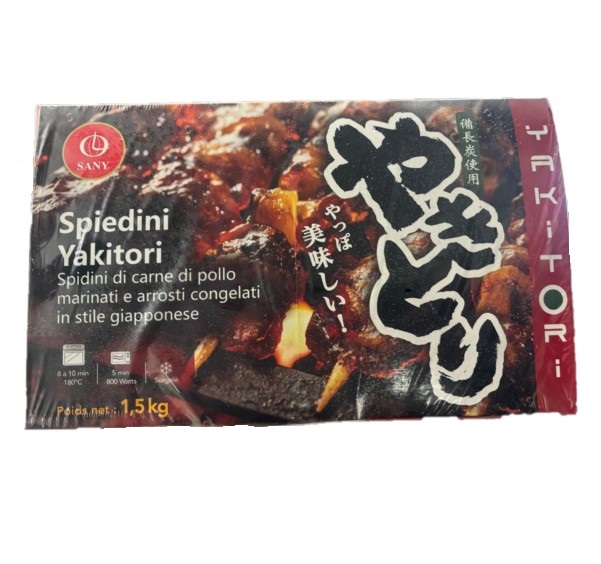 SANY
Spiedini
Yakitori
Spidini di carne di pollo
marinati e arrosti congelati
in stile giapponese
8 à 10 min
180°C
5 min
800 Watts
Surgelé
Poids net : 1,5 kg
備長炭使用
やきとり
やっぱ
美味しい!
YAKiTORi